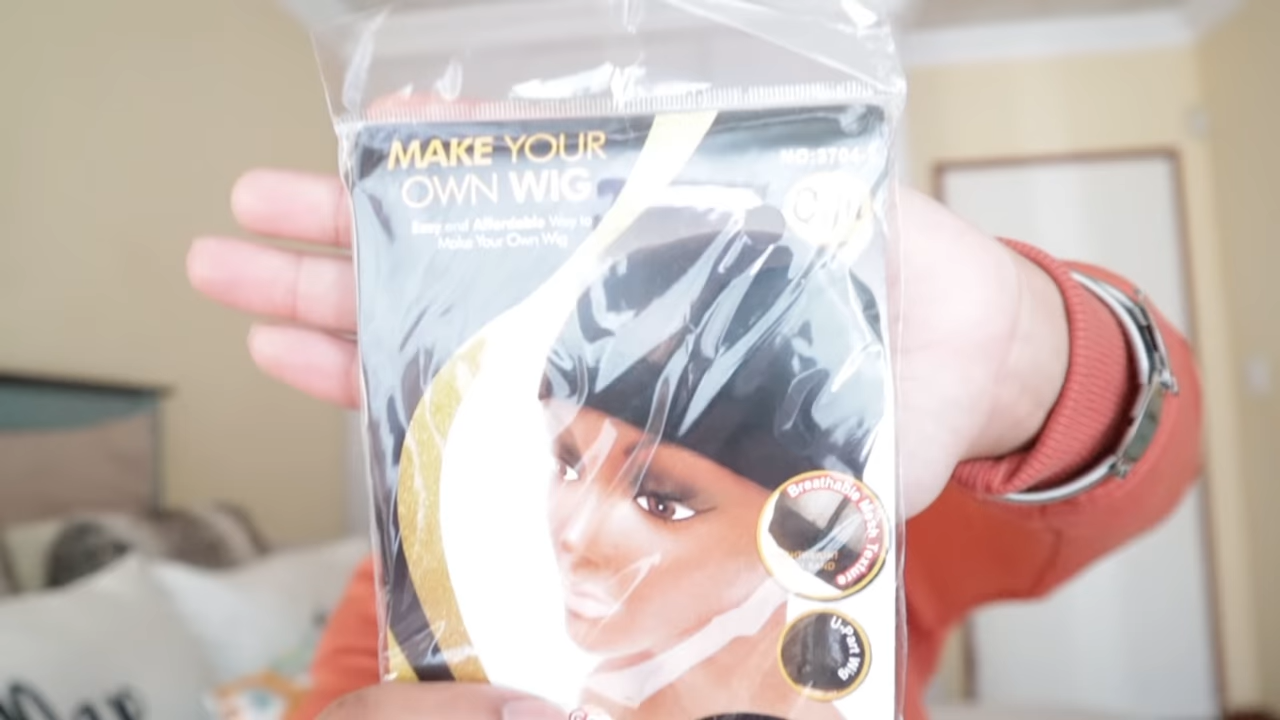 MAKE YOUR
OWN WIG
Easy and Affordable Way to
Make Your Own Wig
Breathable Mesh Texture
U-Part Wig